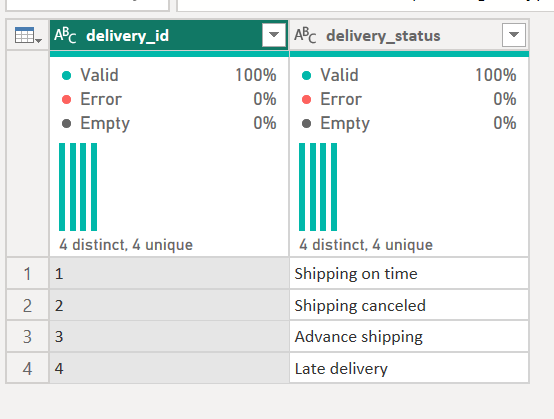 ABC delivery_id ABC delivery_status
Valid 100% Valid 100%
Error 0% Error 0%
Empty 0% Empty 0%
4 distinct, 4 unique 4 distinct, 4 unique
1 1 Shipping on time
2 2 Shipping canceled
3 3 Advance shipping
4 4 Late delivery